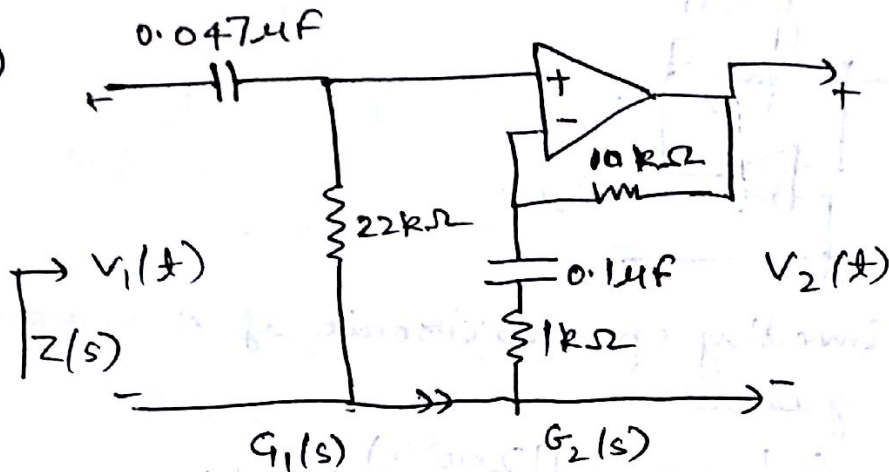 )
0.047μF
+
+
-
+
10kΩ
22kΩ
0.1μF
1kΩ
V₁(t)
V₂(t)
Z(s)
-
-
G₁(s)
G₂(s)